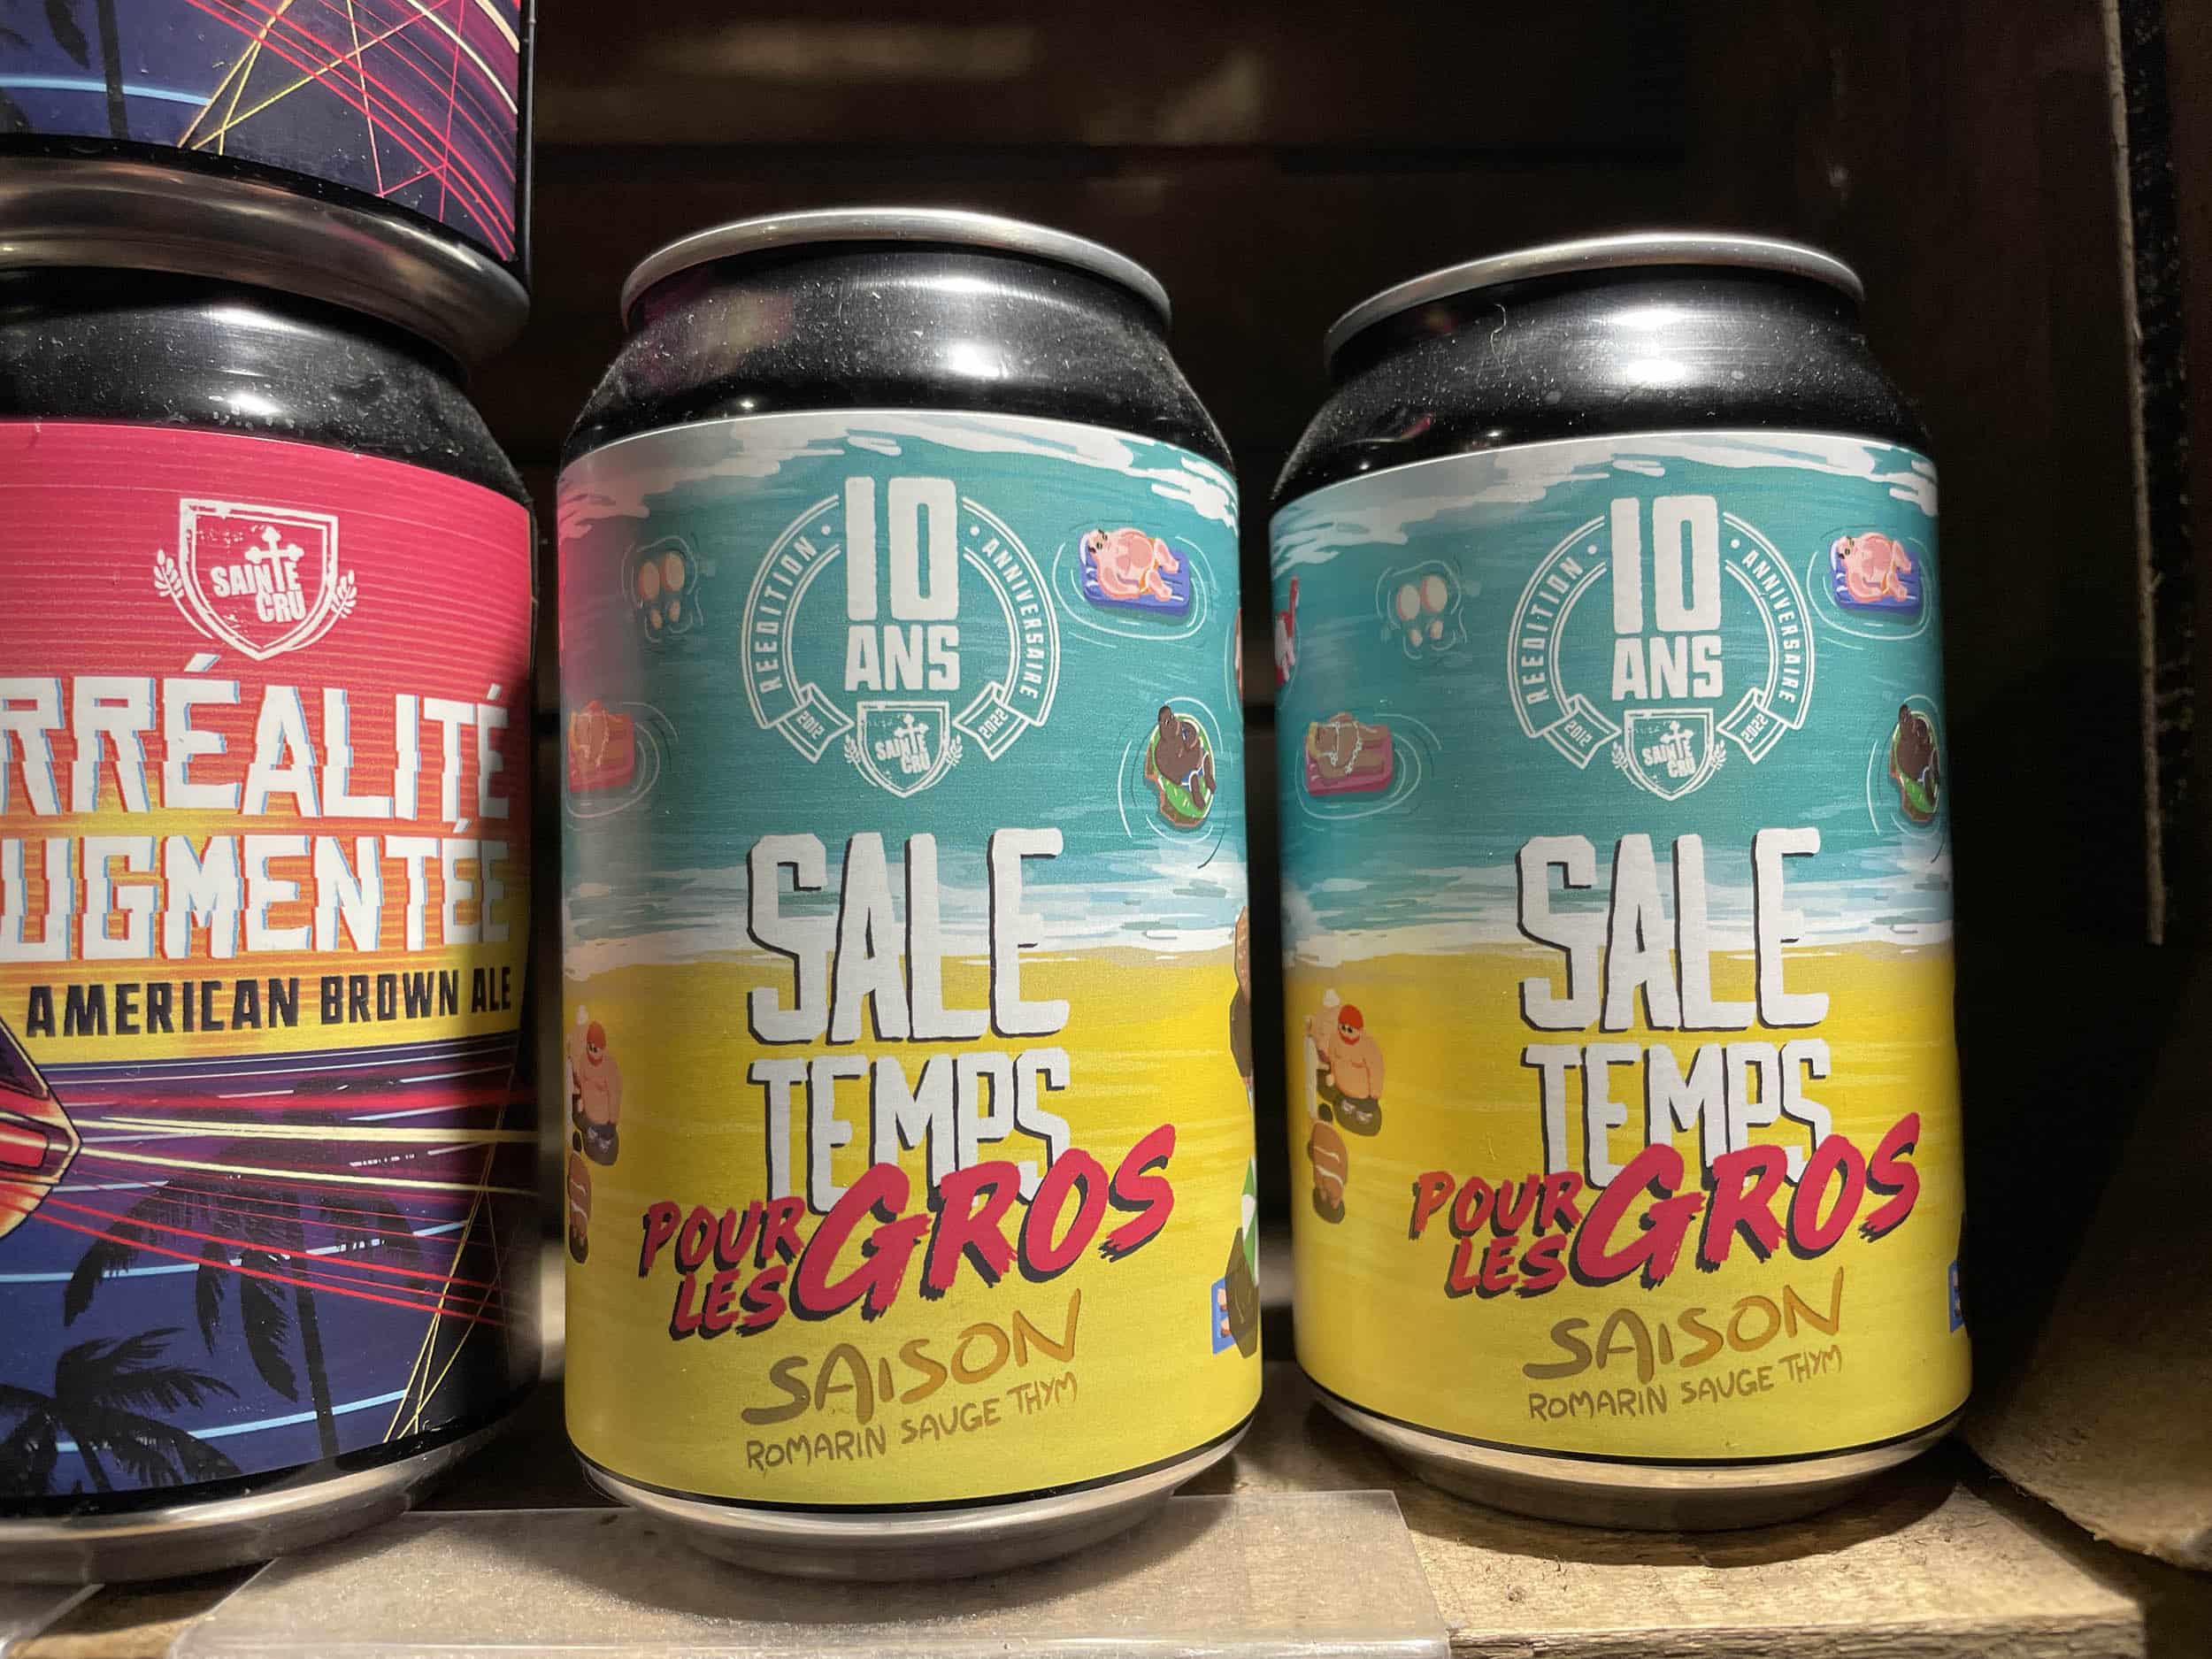 SAINTE
CRU
RRÉALITÉ
UGMENTÉE
AMERICAN BROWN ALE
REEDITION
10
ANS
ANNIVERSAIRE
2012
2022
SAINTE
CRU
SALE
TEMPS
POUR
LES GROS
SAISON
ROMARIN SAUGE THYM
REEDITION
10
ANS
ANNIVERSAIRE
2012
2022
SAINTE
CRU
SALE
TEMPS
POUR
LES GROS
SAISON
ROMARIN SAUGE THYM